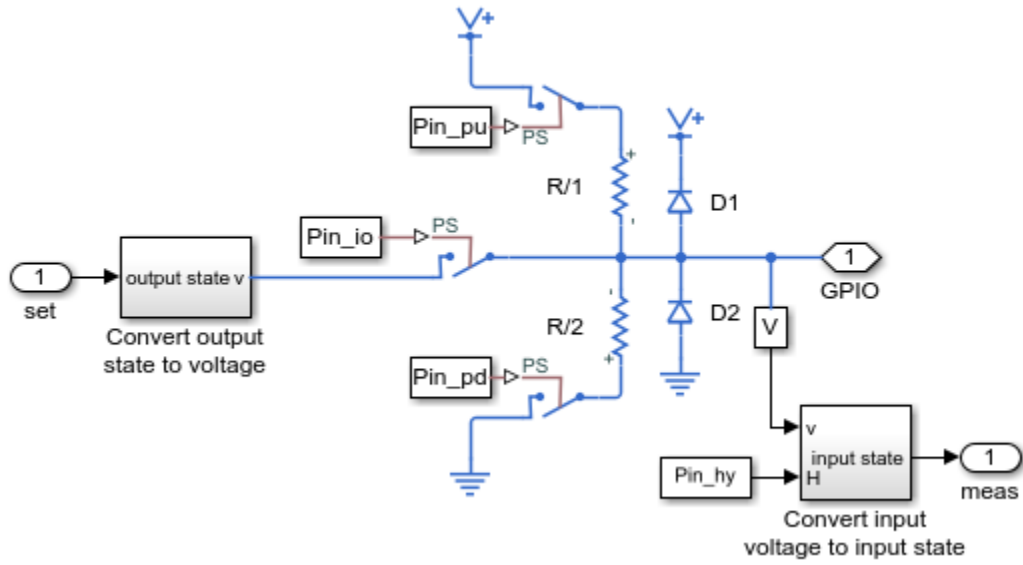 V+
Pin_pu
PS
+
V+
R/1
D1
-
Pin_io
PS
1
set
output state v
Convert output
state to voltage
1
GPIO
-
R/2
D2
V
+
Pin_pd
PS
v
input state
H
Pin_hy
1
meas
Convert input
voltage to input state